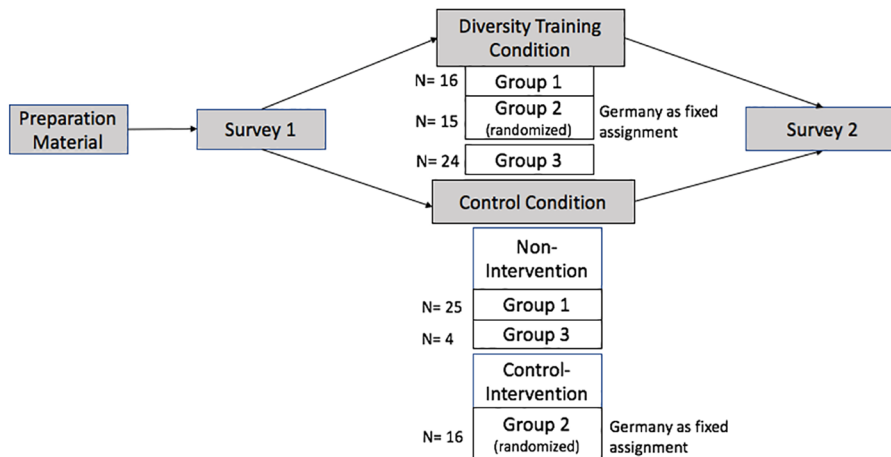 Diversity Training
Condition
N= 16
Group 1
N= 15
Group 2
(randomized)
Germany as fixed
assignment
N= 24
Group 3
Preparation
Material
Survey 1
Survey 2
Control Condition
Non-
Intervention
N= 25
Group 1
N= 4
Group 3
Control-
Intervention
N= 16
Group 2
(randomized)
Germany as fixed
assignment